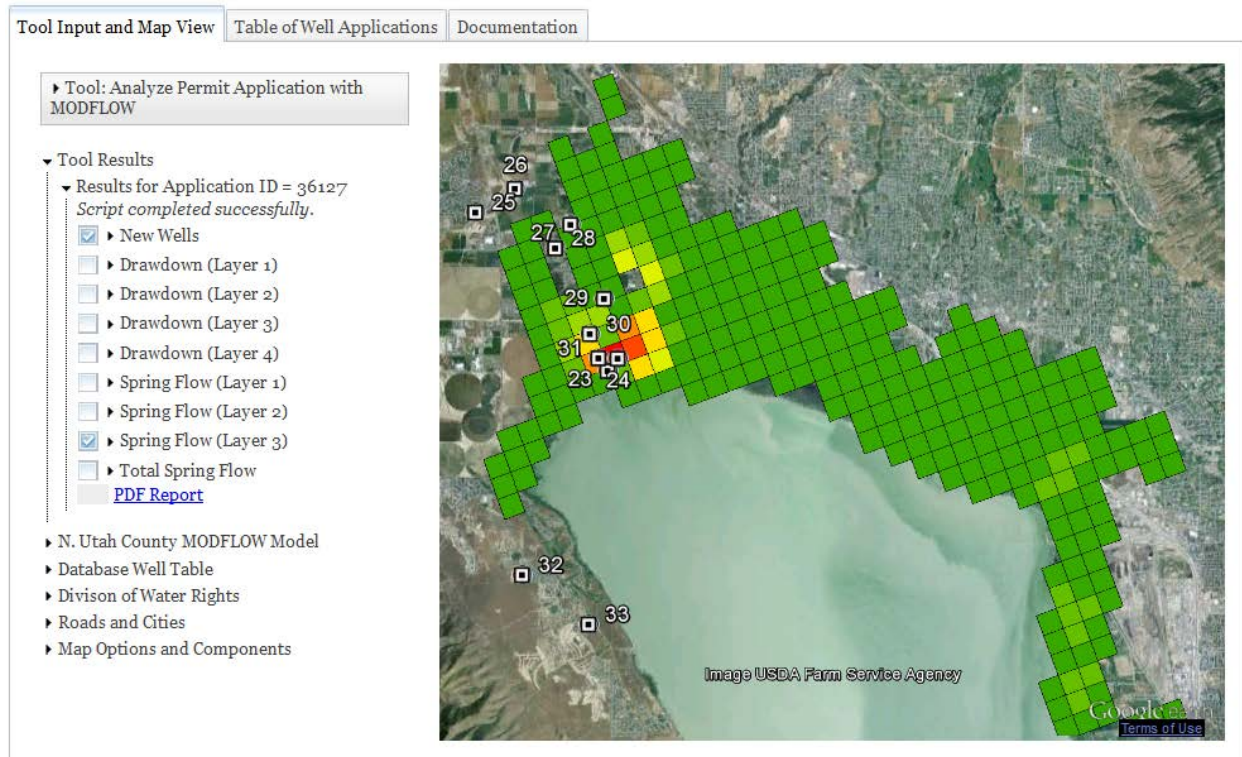 Tool Input and Map View
Table of Well Applications
Documentation
▸ Tool: Analyze Permit Application with
MODFLOW
Tool Results
Results for Application ID = 36127
Script completed successfully.
New Wells
Drawdown (Layer 1)
Drawdown (Layer 2)
Drawdown (Layer 3)
Drawdown (Layer 4)
Spring Flow (Layer 1)
Spring Flow (Layer 2)
Spring Flow (Layer 3)
Total Spring Flow
PDF Report
N. Utah County MODFLOW Model
Database Well Table
Divison of Water Rights
Roads and Cities
Map Options and Components
26
25
27
28
29
30
31
23
24
32
33
Image USDA Farm Service Agency
Google earth
Terms of Use